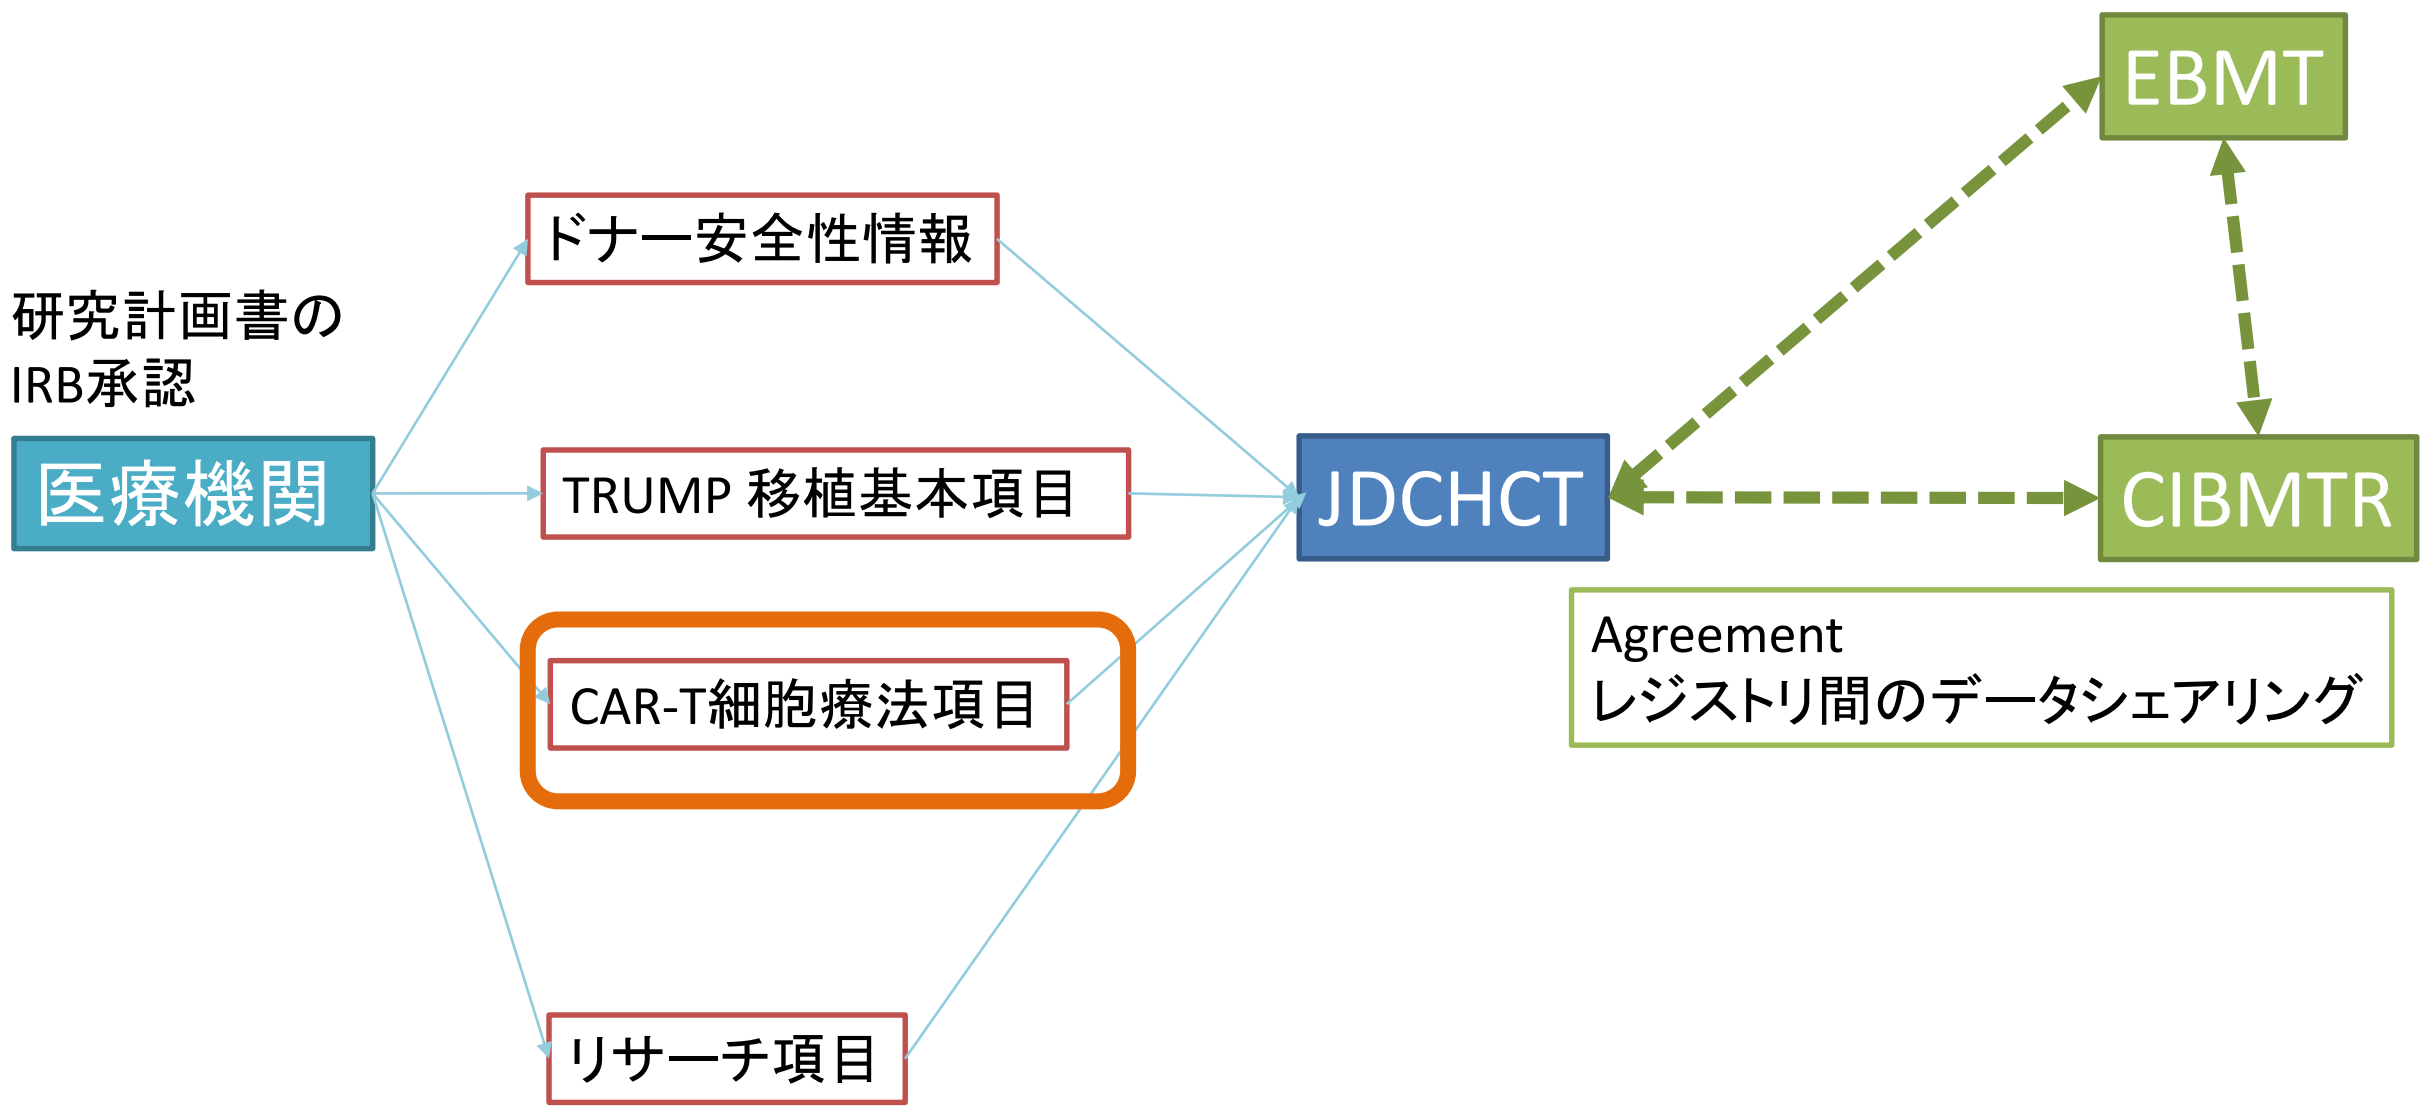 EBMT
ドナー安全性情報
研究計画書の
IRB承認
医療機関
TRUMP 移植基本項目
JDCHCT
CIBMTR
Agreement
レジストリ間のデータシェアリング
CAR-T細胞療法項目
リサーチ項目